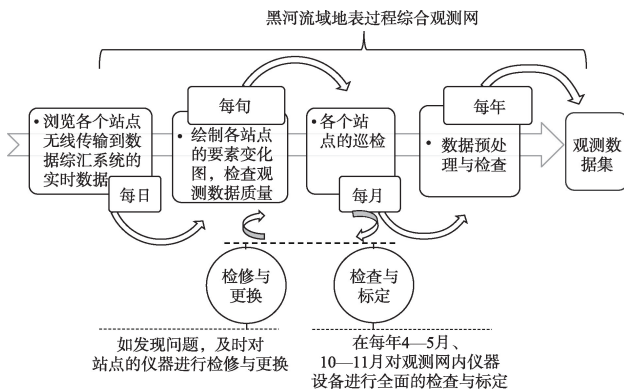 黑河流域地表过程综合观测网
• 浏览各个站点
无线传输到数
据综汇系统的
实时数据
每日
每旬
• 绘制各站点
的要素变化
图，检查观
测数据质量
• 各个站
点的巡检
每月
每年
• 数据预处
理与检查
观测数
据集
检修与
更换
如发现问题，及时对
站点的仪器进行检修与更换
检查与
标定
在每年4—5月、
10—11月对观测网内仪器
设备进行全面的检查与标定